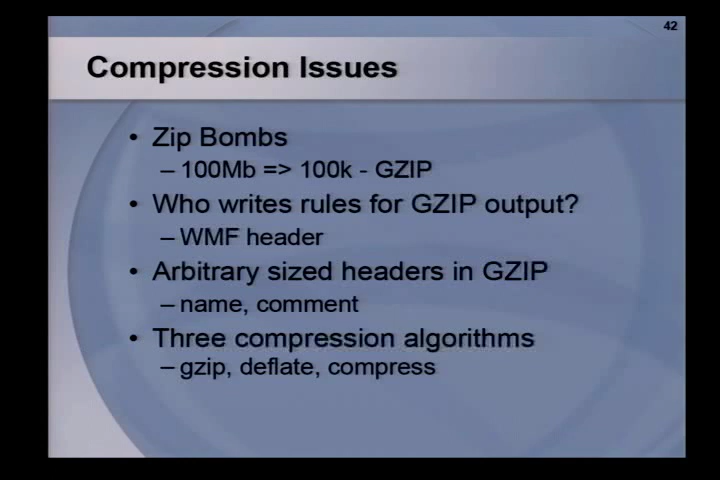 42
Compression Issues
• Zip Bombs
– 100Mb => 100k - GZIP
• Who writes rules for GZIP output?
– WMF header
• Arbitrary sized headers in GZIP
– name, comment
• Three compression algorithms
– gzip, deflate, compress